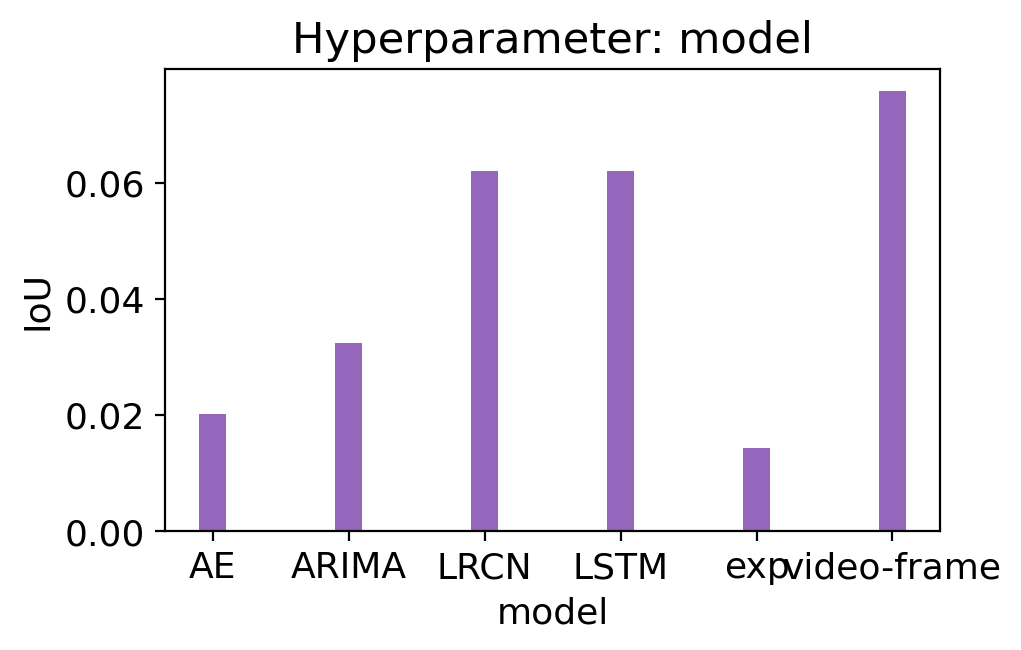 Hyperparameter: model
IoU
0.06
0.04
0.02
0.00
AE ARIMA LRCN LSTM exp video-frame
model